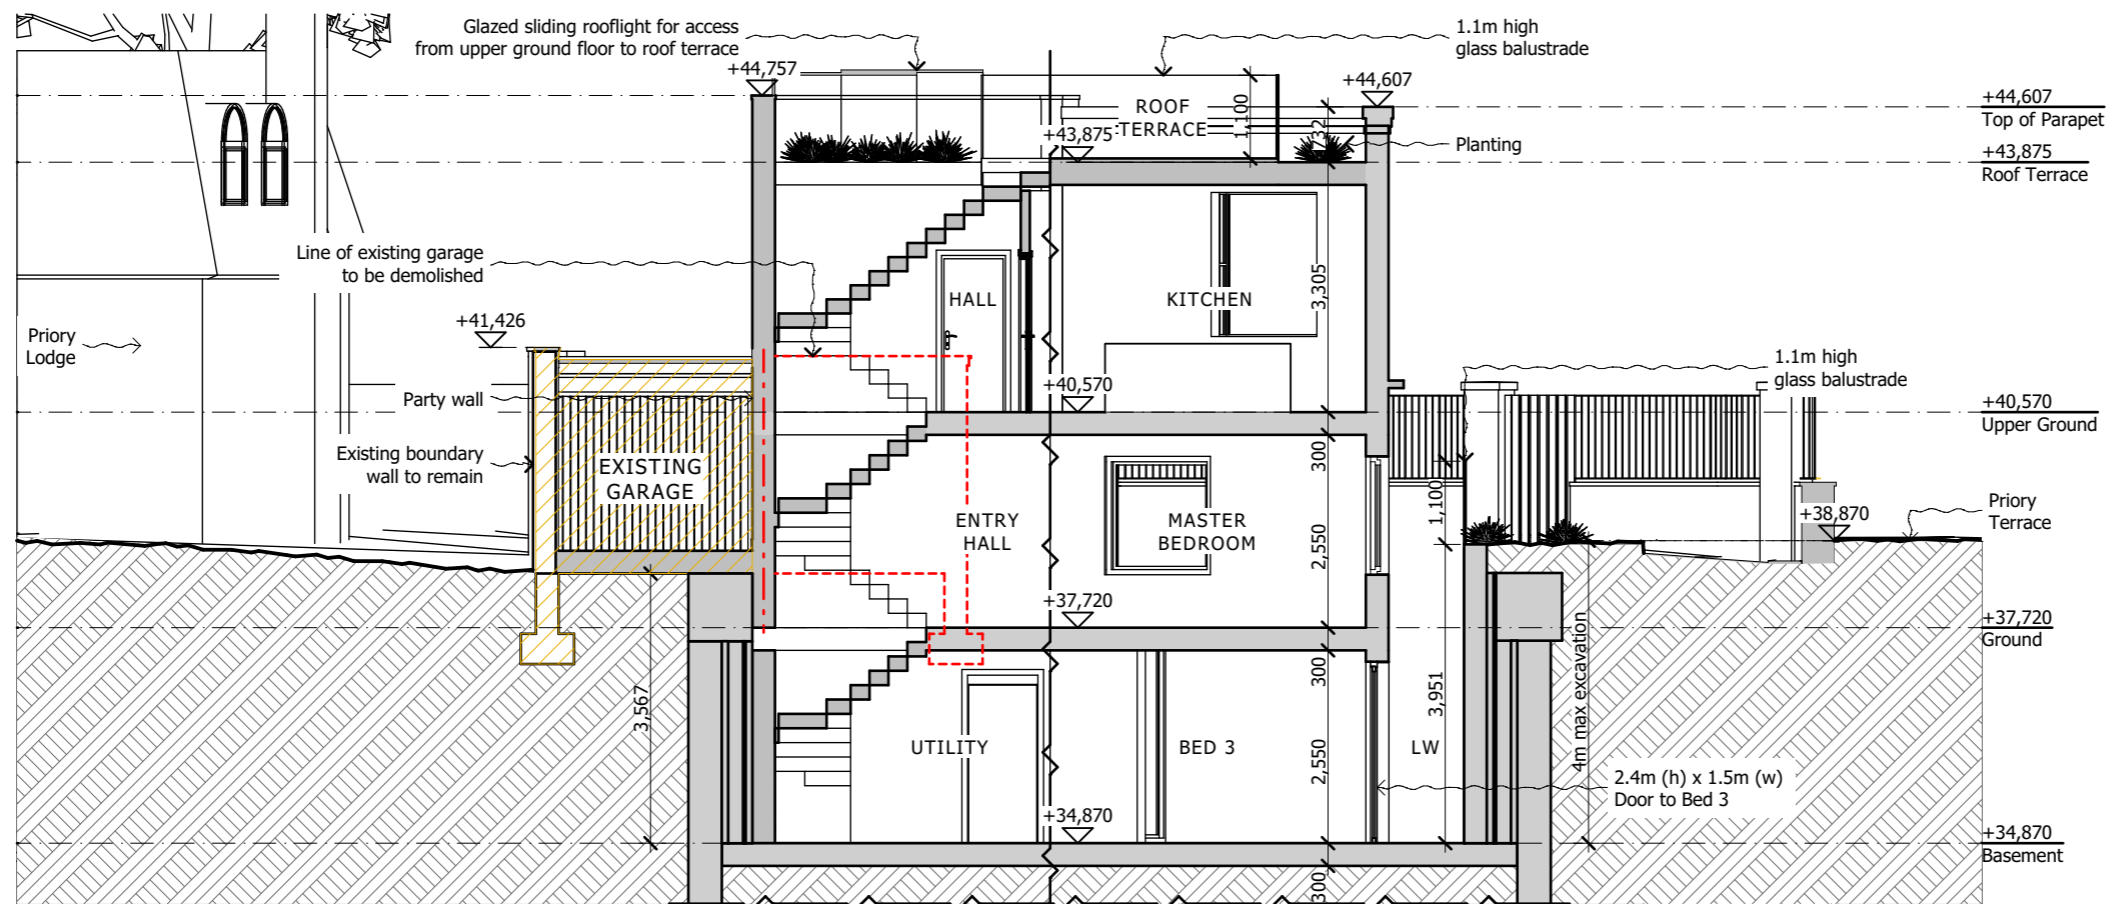 Glazed sliding rooflight for access
from upper ground floor to roof terrace
1.1m high
glass balustrade
+44,757
+44,607
+44,607
Top of Parapet
ROOF
TERRACE
1,100
732
+43,875
Planting
+43,875
Roof Terrace
Line of existing garage
to be demolished
HALL
KITCHEN
3,305
+41,426
Priory
Lodge
1.1m high
glass balustrade
Party wall
+40,570
+40,570
Upper Ground
Existing boundary
wall to remain
EXISTING
GARAGE
300
1,100
ENTRY
HALL
MASTER
BEDROOM
2,550
+38,870
Priory
Terrace
+37,720
+37,720
Ground
3,567
300
3,951
4m max excavation
UTILITY
BED 3
2,550
LW
2.4m (h) x 1.5m (w)
Door to Bed 3
+34,870
+34,870
Basement
300